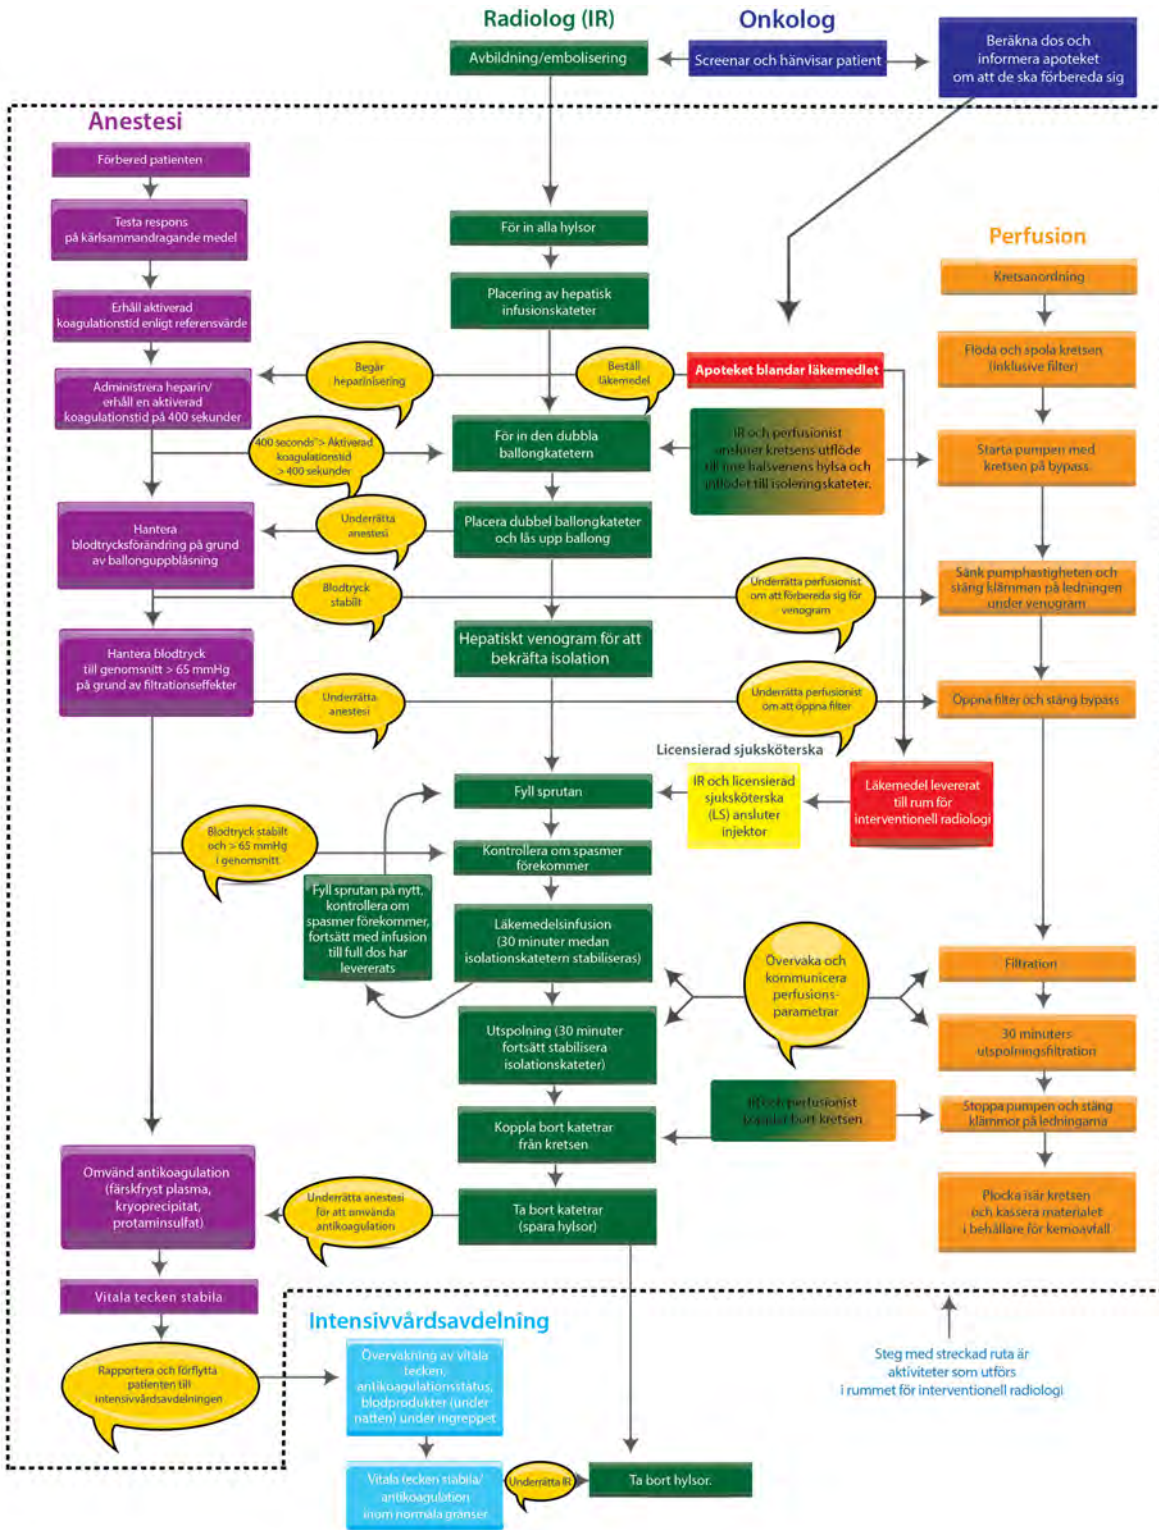 Radiolog (IR)
Onkolog
Avbildning/embolisering
Screenar och hänvisar patient
Beräkna dos och
informera apoteket
om att de ska förbereda sig
Anestesi
Förbered patienten
Testa respons
på kärlsammandragande medel
För in alla hylsor
Perfusion
Kretsanordning
Erhåll aktiverad
koagulationstid enligt referensvärde
Placering av hepatisk
infusionskateter
Flöda och spola kretsen
(inklusive filter)
Begär
heparinisering
Beställ
läkemedel
Apoteket blandar läkemedlet
Administrera heparin/
erhåll en aktiverad
koagulationstid på 400 sekunder
400 seconds"> Aktiverad
koagulationstid
> 400 sekunder
För in den dubbla
ballongkatetern
IR och perfusionist
ansluter kretsens utflöde
till inre halsvenens hylsa och
inflödet till isoleringskateter.
Starta pumpen med
kretsen på bypass.
Hantera
blodtrycksförändring på grund
av ballonguppblåsning
Underrätta
anestesi
Placera dubbel ballongkateter
och lås upp ballong
Blodtryck
stabilt
Underrätta perfusionist
om att förbereda sig för
venogram
Sänk pumphastigheten och
stäng klämman på ledningen
under venogram
Hantera blodtryck
till genomsnitt > 65 mmHg
på grund av filtrationseffekter
Hepatiskt venogram för att
bekräfta isolation
Underrätta
anestesi
Underrätta perfusionist
om att öppna filter
Öppna filter och stäng bypass
Licensierad sjuksköterska
Fyll sprutan
IR och licensierad
sjuksköterska
(LS) ansluter
injektor
Läkemedel levererat
till rum för
interventionell radiologi
Blodtryck stabilt
och > 65 mmHg
i genomsnitt
Kontrollera om spasmer
förekommer
Fyll sprutan på nytt,
kontrollera om
spasmer förekommer,
fortsätt med infusion
till full dos har
levererats
Läkemedelsinfusion
(30 minuter medan
isolationskatetern stabiliseras)
Övervaka och
kommunicera
perfusions-
parametrar
Filtration
Utspolning (30 minuter
fortsätt stabilisera
isolationskateter)
30 minuters
utspolningsfiltration
Koppla bort katetrar
från kretsen
IR och perfusionist
kopplar bort kretsen
Stoppa pumpen och stäng
klämmor på ledningarna
Omvänd antikoagulation
(färskfryst plasma,
kryoprecipitat,
protaminsulfat)
Underrätta anestesi
för att omvända
antikoagulation
Ta bort katetrar
(spara hylsor)
Plocka isär kretsen
och kassera materialet
i behållare för kemoavfall
Vitala tecken stabila
Intensivvårdsavdelning
Rapportera och förflytta
patienten till
intensivvårdsavdelningen
Övervakning av vitala
tecken,
antikoagulationsstatus,
blodprodukter (under
natten) under ingreppet
Steg med streckad ruta är
aktiviteter som utförs
i rummet för interventionell radiologi
Vitala tecken stabila/
antikoagulation
inom normala gränser
Underrätta IR
Ta bort hylsor.